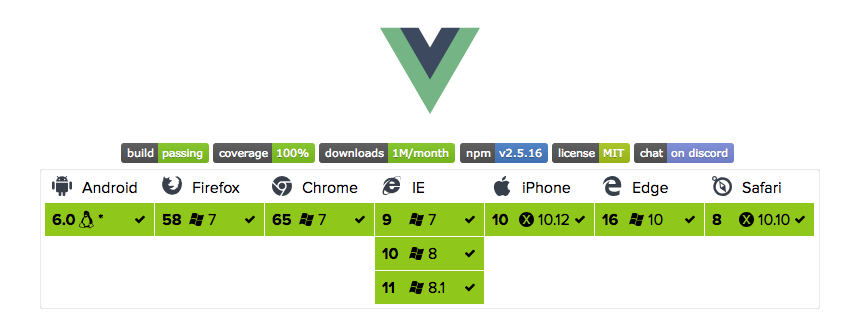 build passing coverage 100% downloads 1M/month npm v2.5.16 license MIT chat on discord
Android Firefox Chrome IE iPhone Edge Safari
6.0 * 58 7 65 7 9 7 10 10.12 16 10 8 10.10
10 8
11 8.1